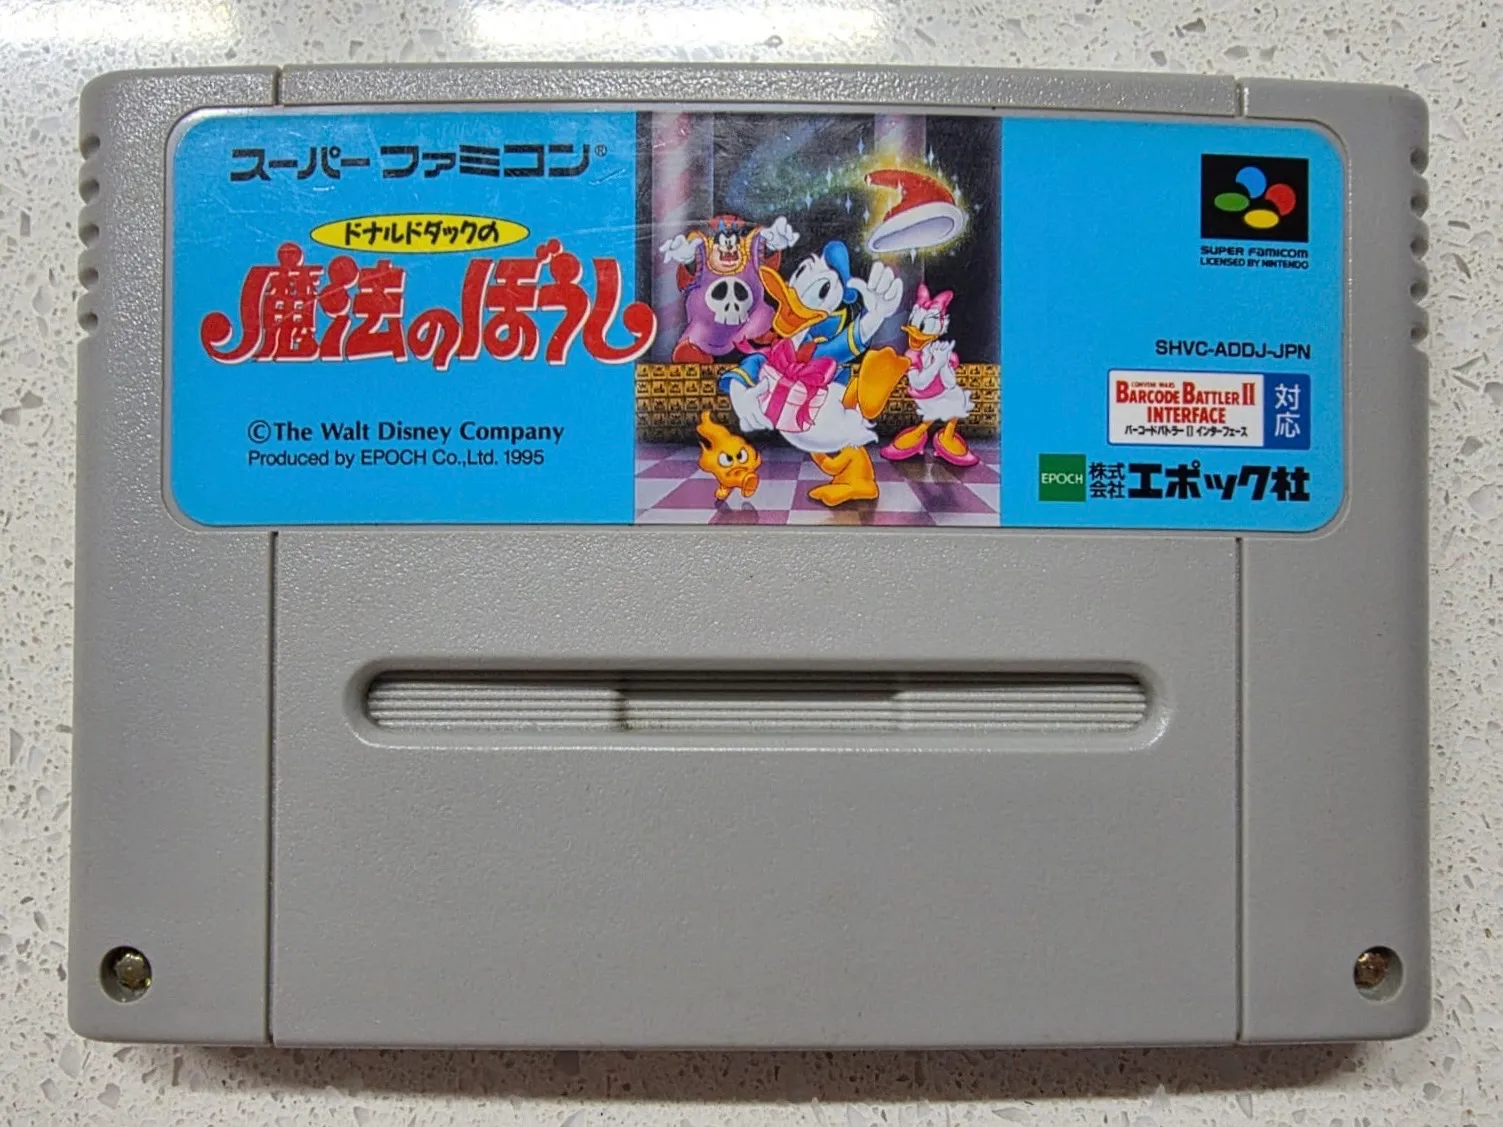 スーパーファミコン®
ドナルドダックの
魔法のぼうし
©The Walt Disney Company
Produced by EPOCH Co.,Ltd. 1995
SUPER FAMICOM
LICENSED BY NINTENDO
SHVC-ADDJ-JPN
CONVENI WARS
BARCODE BATTLER II
INTERFACE
バーコードバトラーII インターフェース
対応
EPOCH 株式会社エポック社